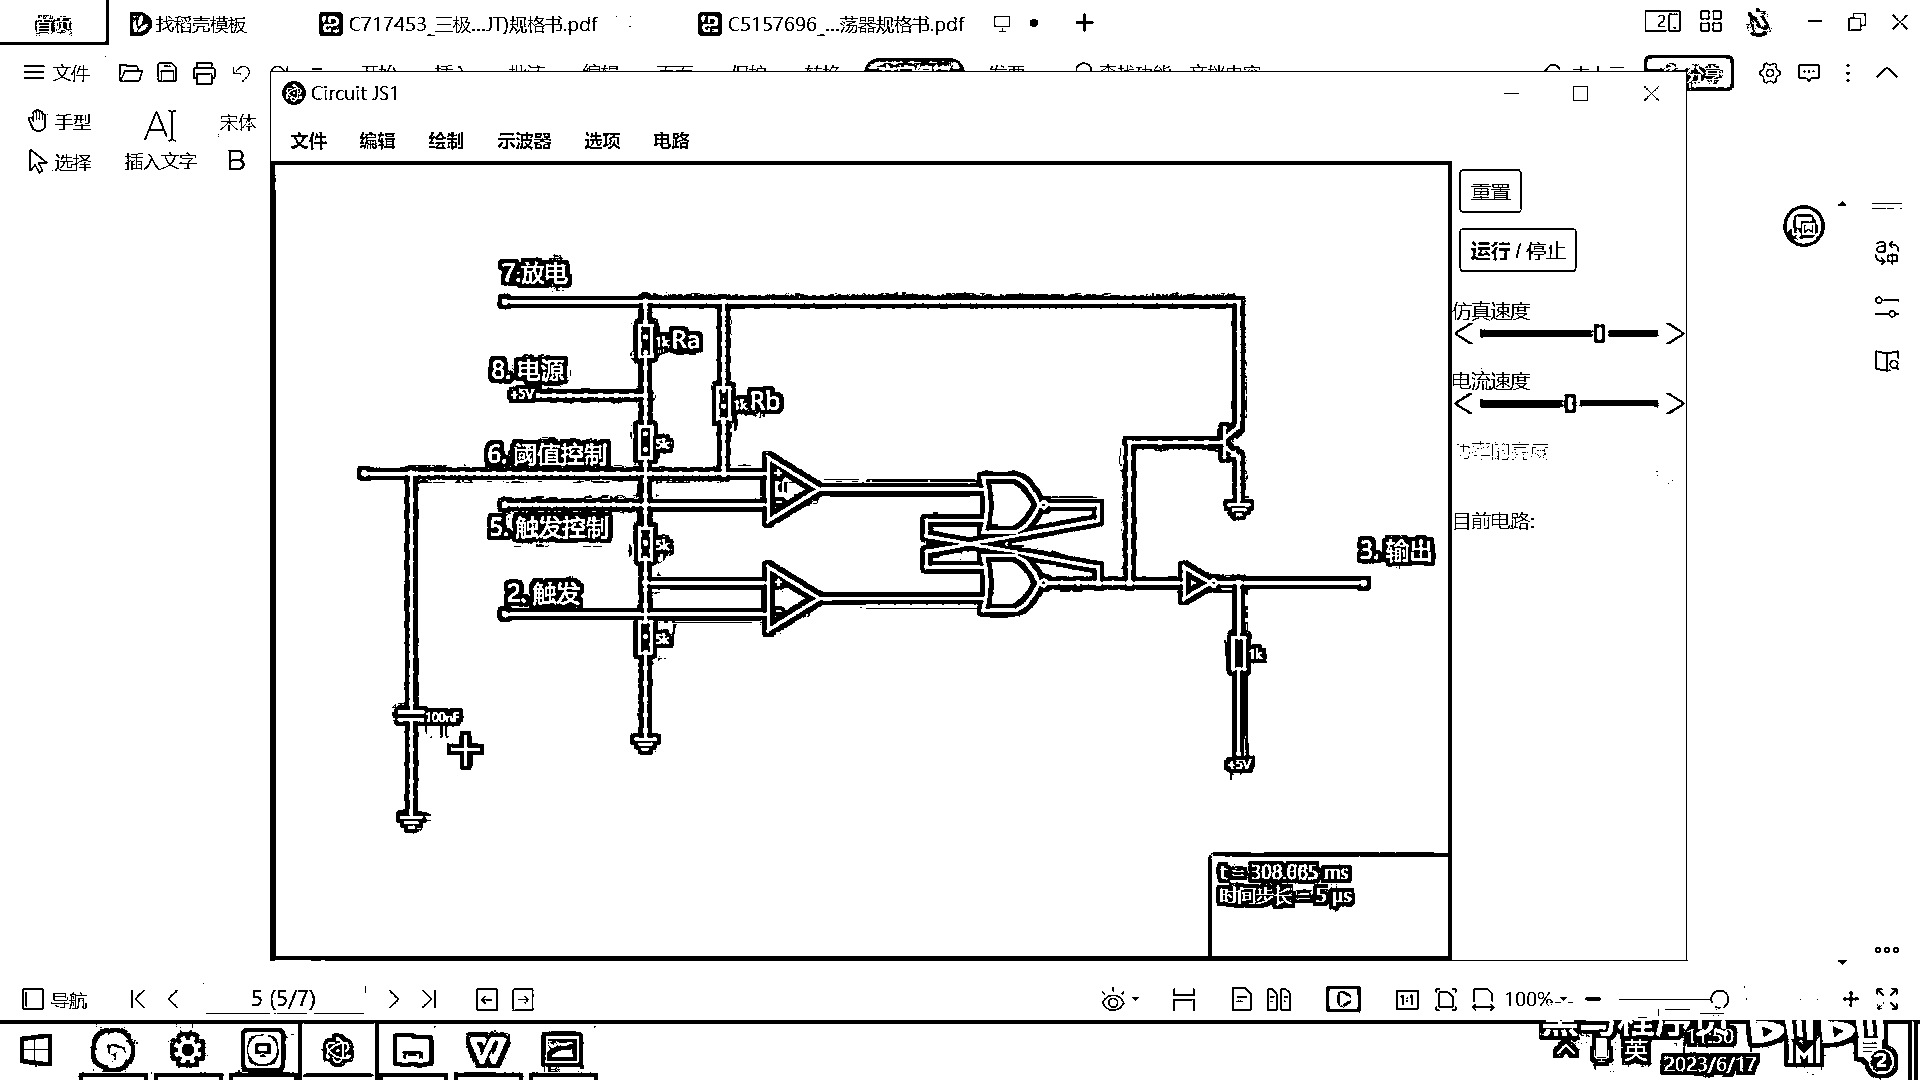 首页 找稻壳模板 C717453_三极...JT)规格书.pdf C5157696_...荡器规格书.pdf
文件
手型 插入文字 宋体
选择 B
Circuit JS1
文件 编辑 绘制 示波器 选项 电路
重置
运行 / 停止
仿真速度
电流速度
目前电路:
7.放电
1k Ra
8. 电源
+5V
1k Rb
5k
6. 阈值控制
5. 触发控制
5k
2. 触发
5k
3. 输出
1k
+5V
100nF
t = 308.665 ms
时间步长 = 5 μs
导航 5 (5/7) 1:1 100%
英 11:50
2023/6/17 2